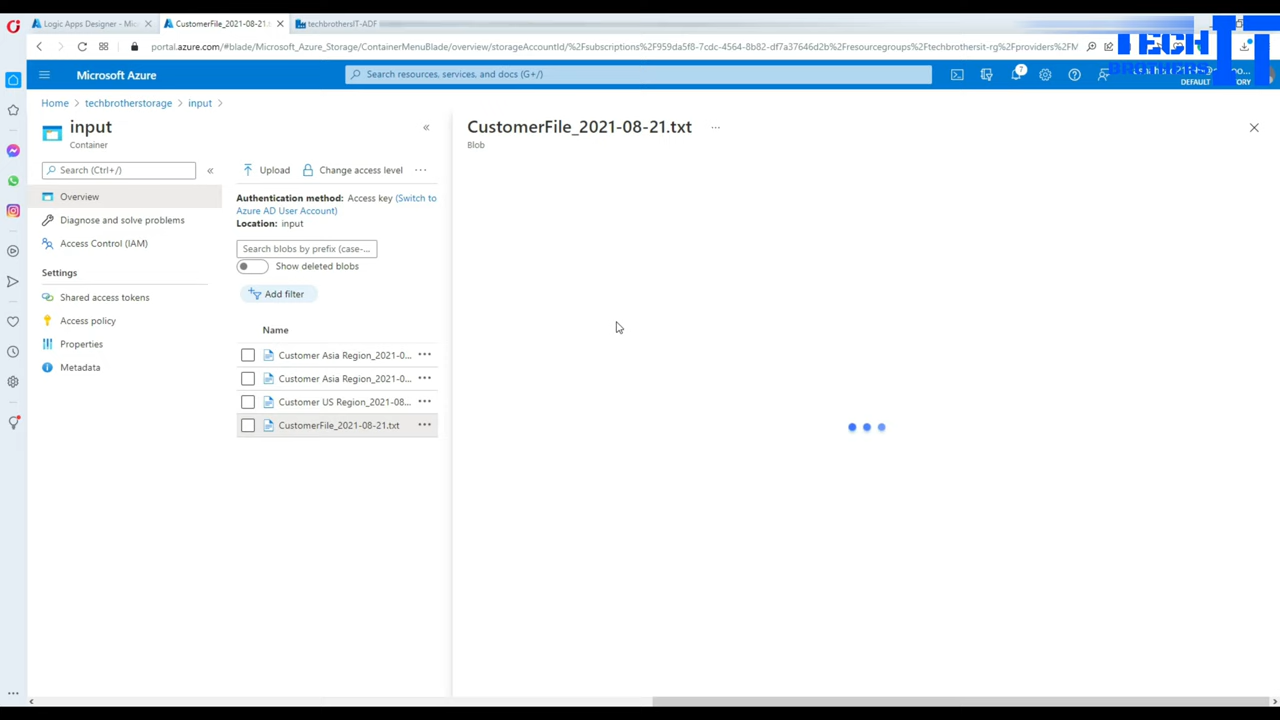 Logic Apps Designer - Mic
CustomerFile_2021-08-21.t
techbrothersIT-ADF
portal.azure.com/#blade/Microsoft_Azure_Storage/ContainerMenuBlade/overview/storageAccountId/%2Fsubscriptions%2F959da5f8-7cdc-4564-8b82-df7a37646d2b%2Fresourcegroups%2Ftechbrothersit-rg%2Fproviders%2FM
TECH
BROTHERS
IT
Microsoft Azure
Search resources, services, and docs (G+/)
7
DEFAULT
Home > techbrotherstorage > input >
input
Container
CustomerFile_2021-08-21.txt
Blob
Search (Ctrl+/)
Upload
Change access level
Overview
Diagnose and solve problems
Access Control (IAM)
Settings
Shared access tokens
Access policy
Properties
Metadata
Authentication method: Access key (Switch to
Azure AD User Account)
Location: input
Search blobs by prefix (case-...
Show deleted blobs
Add filter
Name
Customer Asia Region_2021-0...
Customer Asia Region_2021-0...
Customer US Region_2021-08...
CustomerFile_2021-08-21.txt